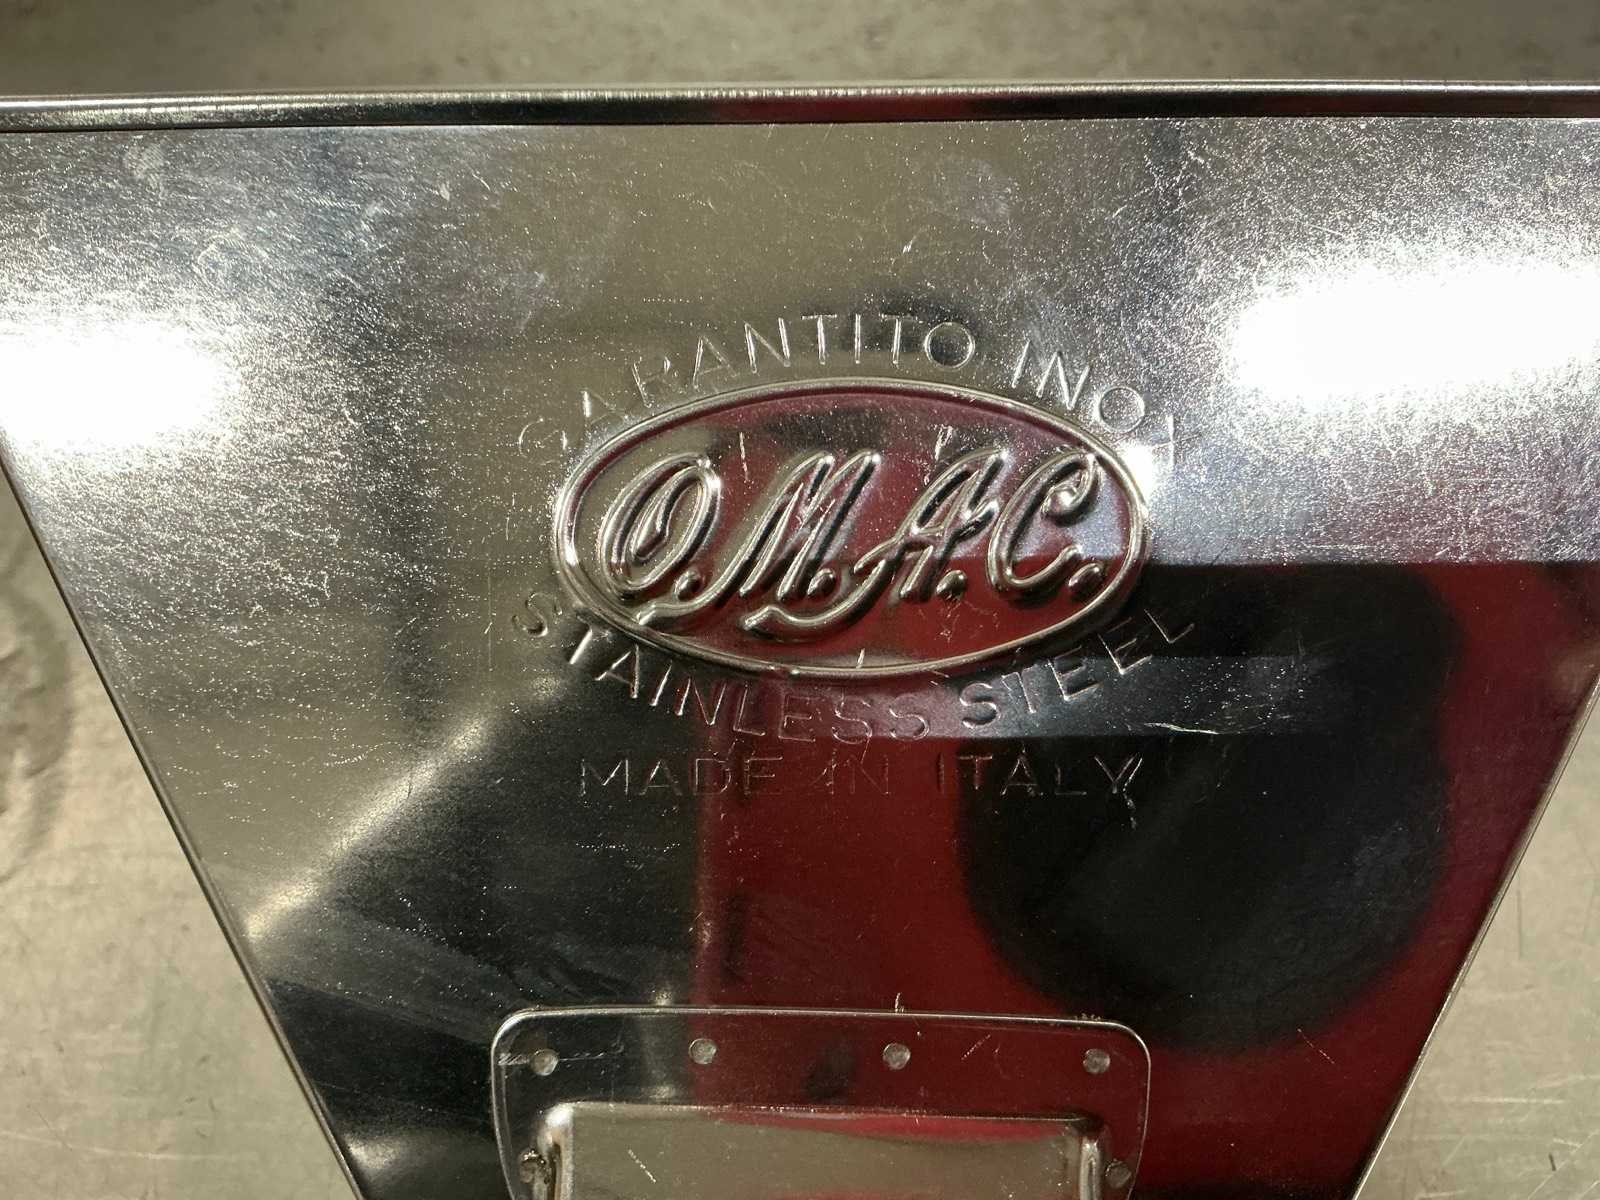 GARANTITO INOX
O.M.A.C.
STAINLESS STEEL
MADE IN ITALY